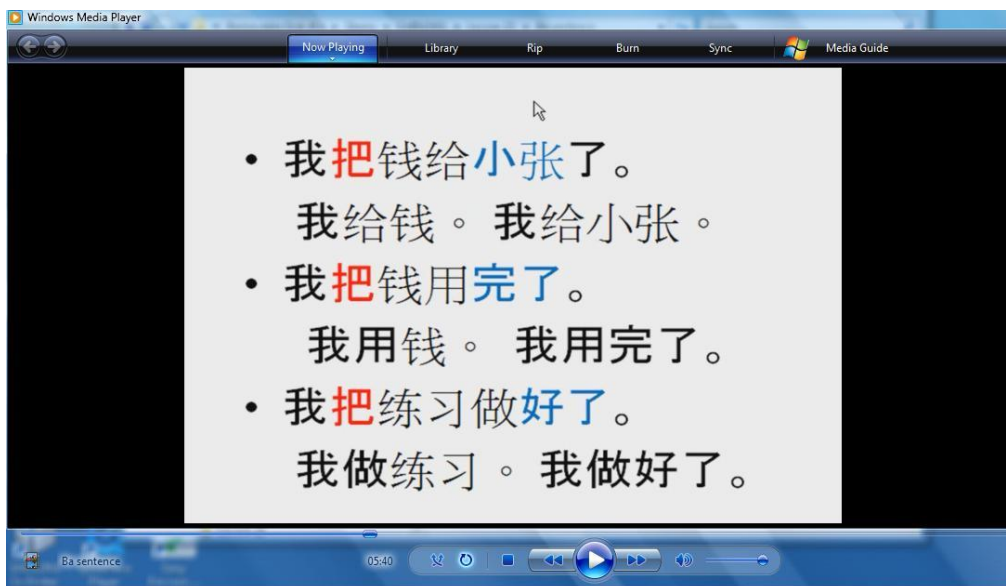 Windows Media Player
Now Playing Library Rip Burn Sync Media Guide
• 我把钱给小张了。
我给钱。 我给小张。
• 我把钱用完了。
我用钱。 我用完了。
• 我把练习做好了。
我做练习。 我做好了。
Ba sentence 05:40